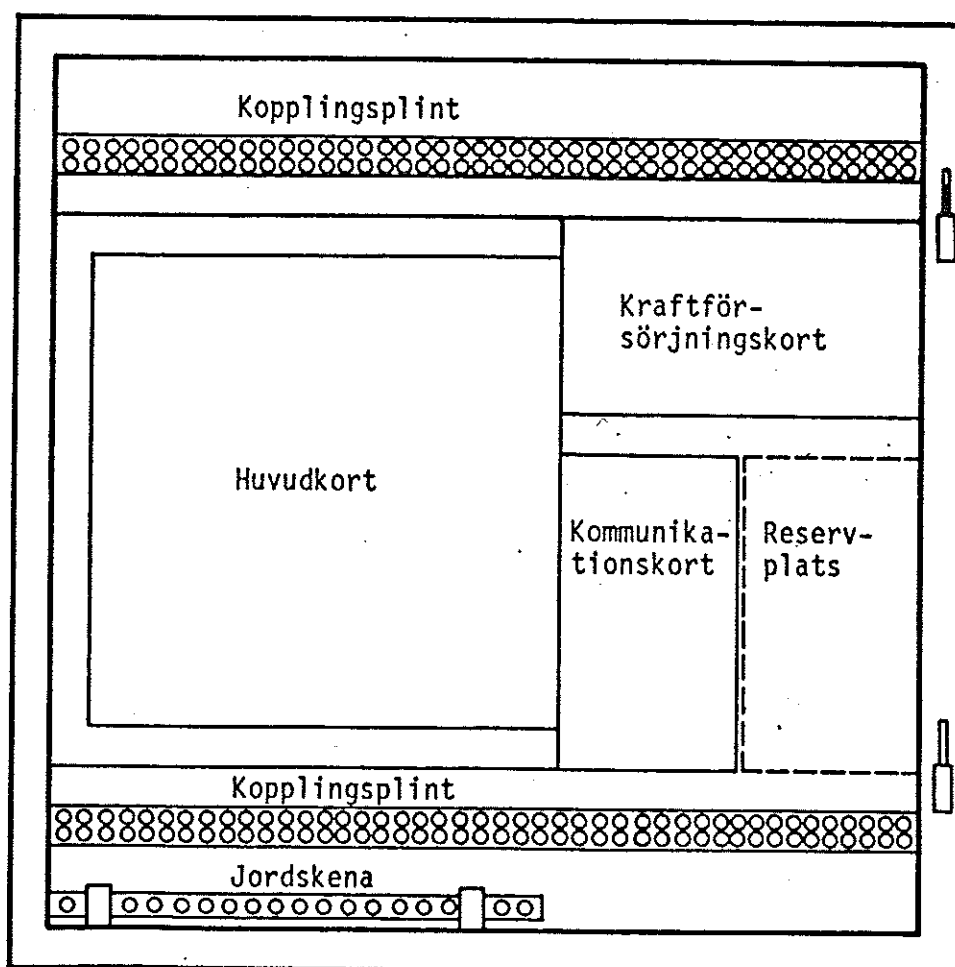 Kopplingsplint
Kraftför-
sörjningskort
Huvudkort
Kommunika-
tionskort
Reserv-
plats
Kopplingsplint
Jordskena